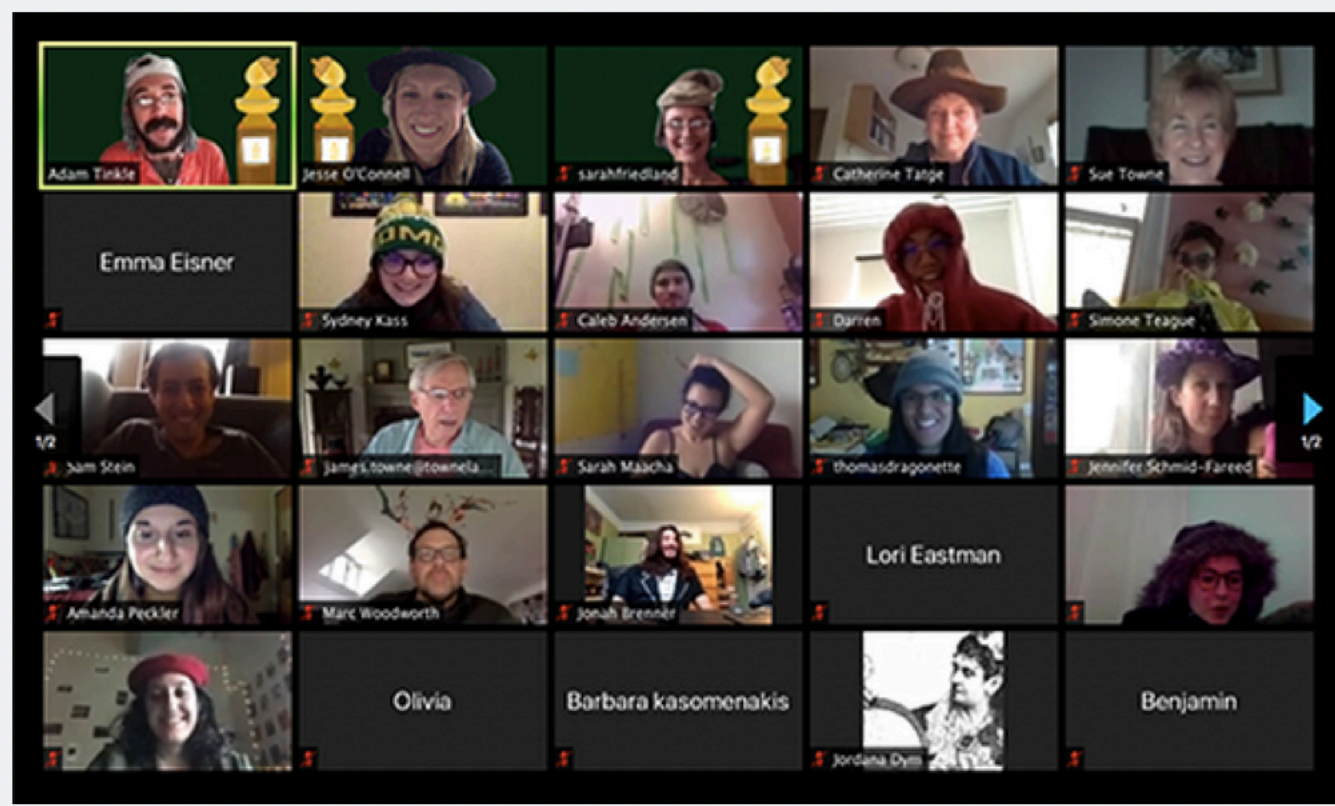 Adam Tinkle
Jesse O'Connell
sarahfriedland
Catherine Tatge
Sue Towne
Emma Eisner
OMO
Sydney Kass
Caleb Andersen
Darren
Simone Teague
1/2
Sam Stein
james.towne@townela...
Sarah Maacha
thomasdragonette
Jennifer Schmid-Fareed
1/2
Amanda Peckler
Marc Woodworth
Jonah Brenner
Lori Eastman
Olivia
Barbara kasomenakis
Jordana Dym
Benjamin